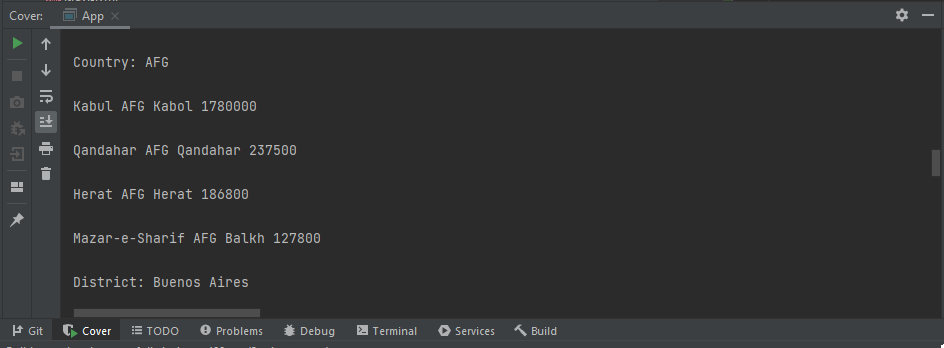 Cover: App
Country: AFG
Kabul AFG Kabol 1780000
Qandahar AFG Qandahar 237500
Herat AFG Herat 186800
Mazar-e-Sharif AFG Balkh 127800
District: Buenos Aires
Git Cover TODO Problems Debug Terminal Services Build